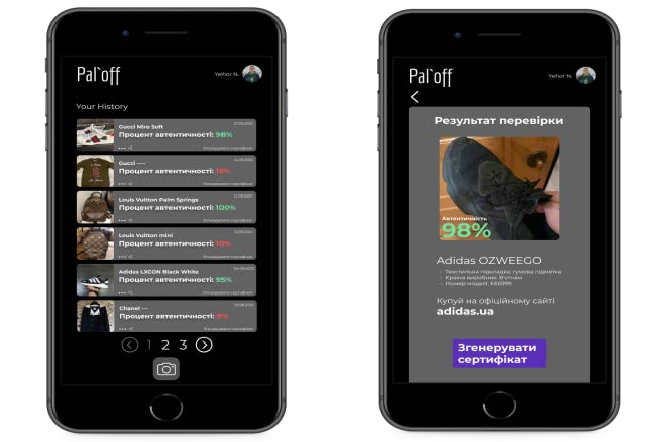 Pal`off
Yehor N.
Your History
Gucci Miro Soft
Процент автентичності: 98%
Gucci ----
Процент автентичності: 18%
Louis Vuitton Palm Springs
Процент автентичності: 100%
Louis Vuitton mini
Процент автентичності: 15%
Adidas LXCON Black White
Процент автентичності: 95%
Chanel ---
Процент автентичності: 7%
1 2 3
Pal`off
Yehor N.
Результат перевірки
Автентичність
98%
Adidas OZWEEGO
- Текстильна підкладка; гумова підметка
- Країна виробник: В'єтнам
- Номер моделі: EE6999
Купуй на офіційному сайті
adidas.ua
Згенерувати
сертифікат